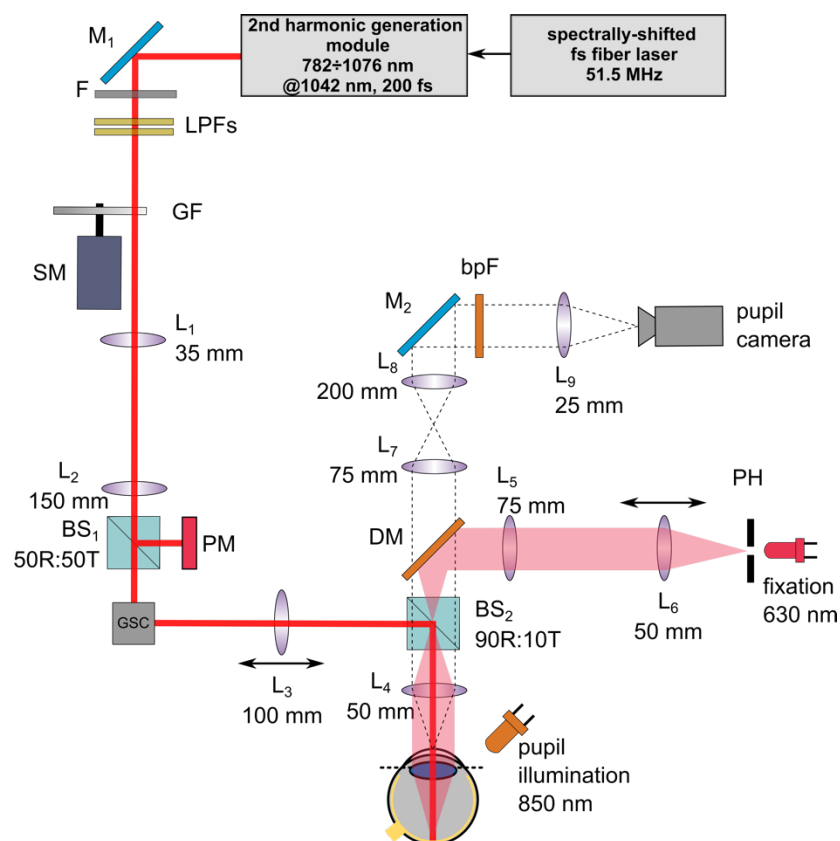 M₁
2nd harmonic generation
module
782÷1076 nm
@1042 nm, 200 fs
spectrally-shifted
fs fiber laser
51.5 MHz
F
LPFs
GF
SM
L₁
35 mm
bpF
M₂
pupil
camera
L₈
200 mm
L₉
25 mm
L₇
75 mm
L₂
150 mm
BS₁
50R:50T
PM
L₅
75 mm
PH
DM
fixation
630 nm
L₆
50 mm
GSC
BS₂
90R:10T
L₃
100 mm
L₄
50 mm
pupil
illumination
850 nm